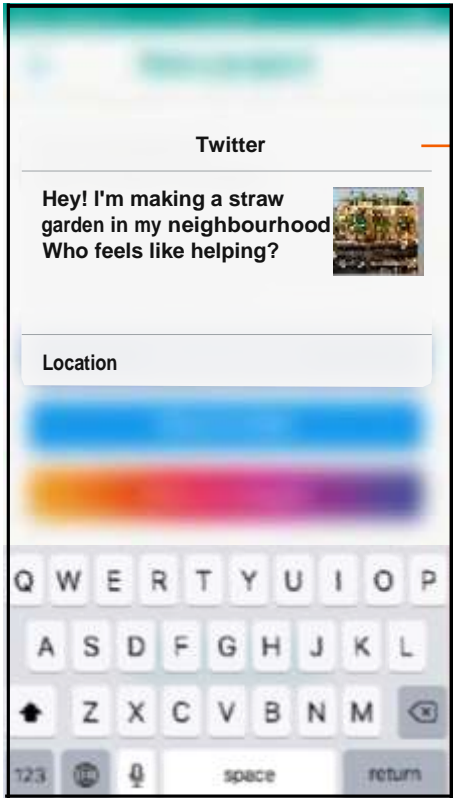 Twitter
Hey! I'm making a straw
garden in my neighbourhood
Who feels like helping?
Location
Q W E R T Y U I O P
A S D F G H J K L
Z X C V B N M
123 space return